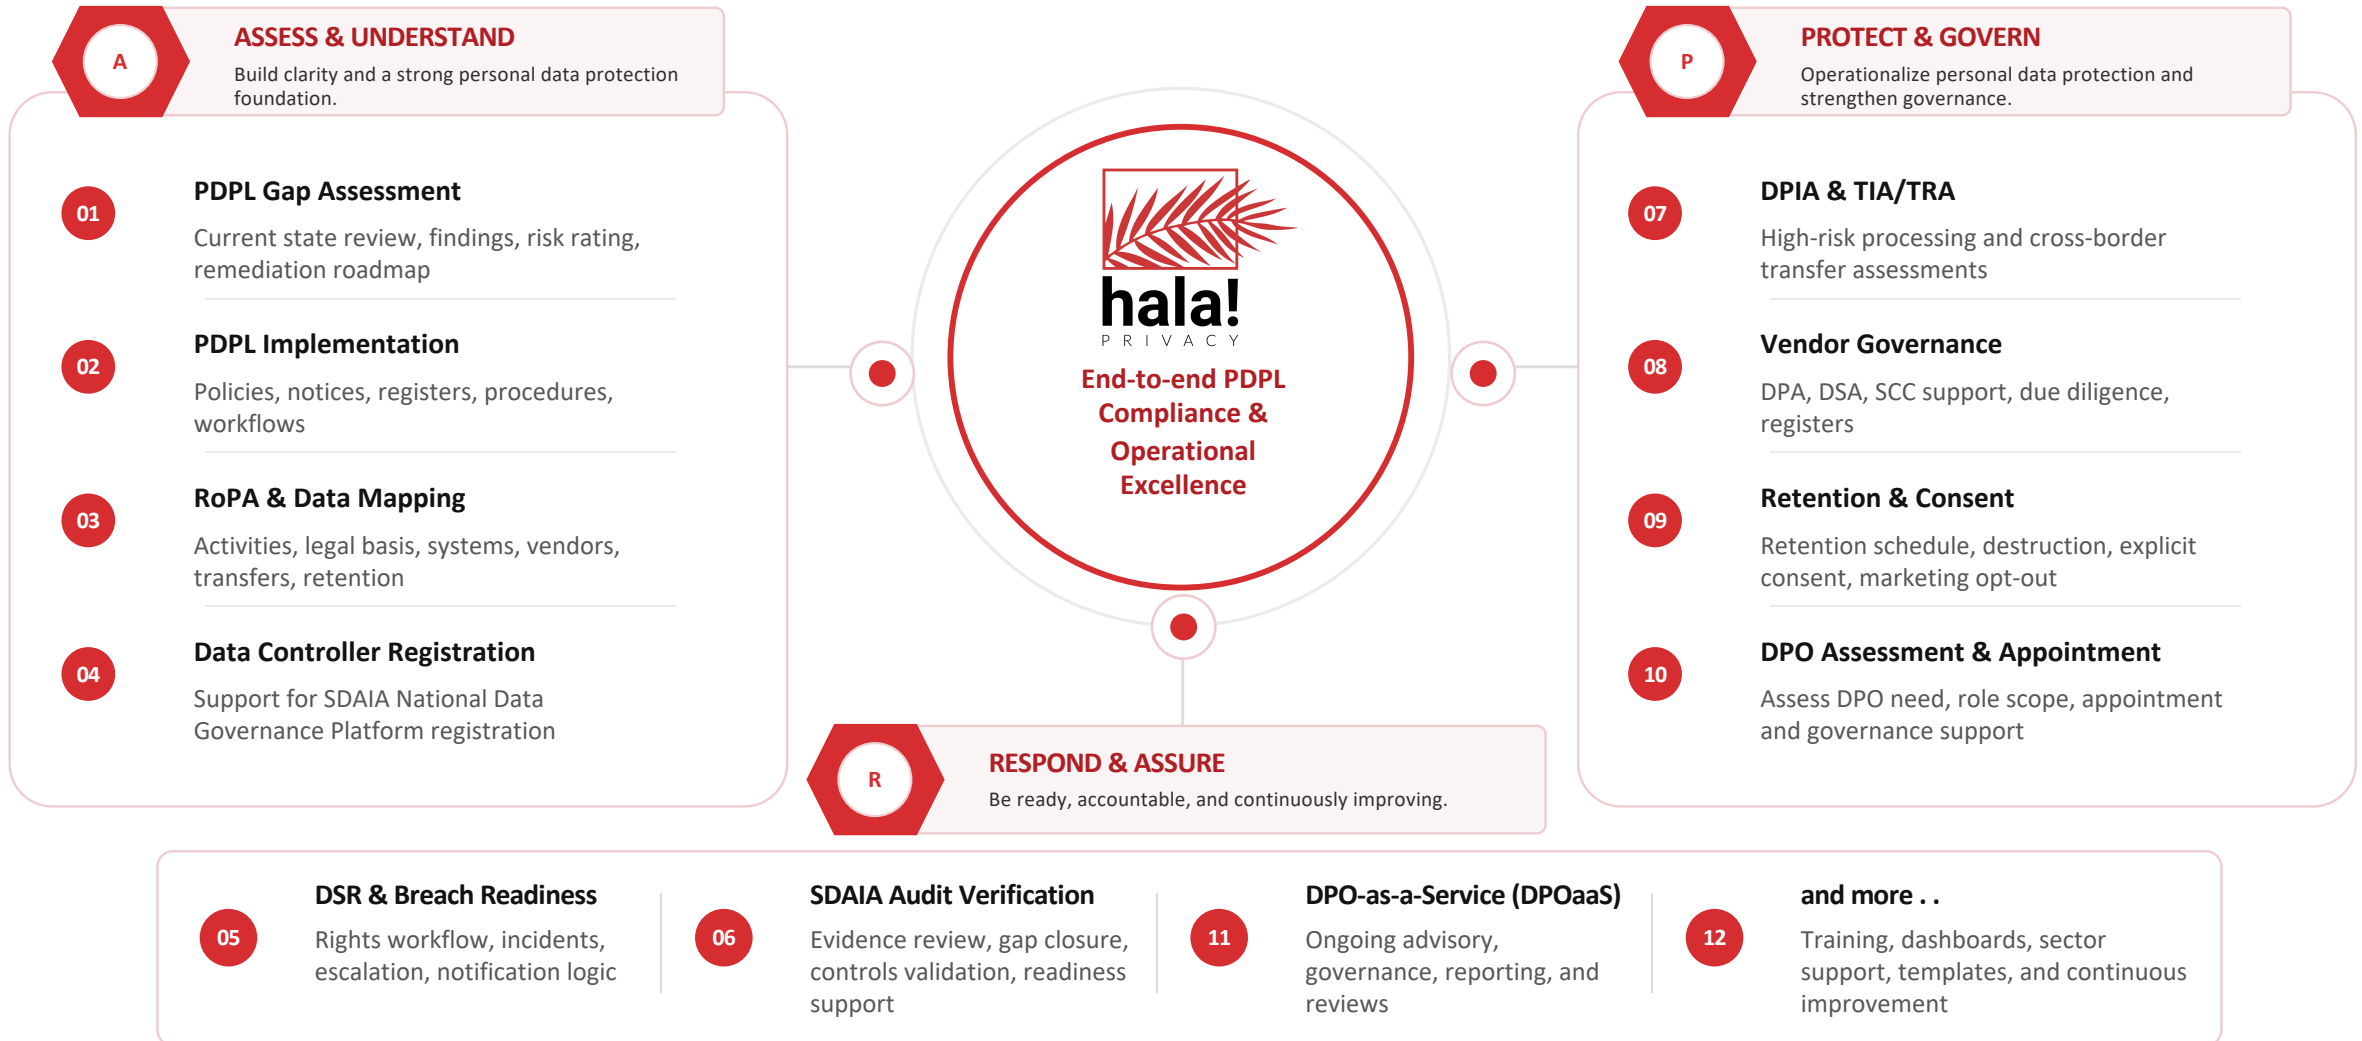 A
ASSESS & UNDERSTAND
Build clarity and a strong personal data protection
foundation.
01
PDPL Gap Assessment
Current state review, findings, risk rating,
remediation roadmap
02
PDPL Implementation
Policies, notices, registers, procedures,
workflows
03
RoPA & Data Mapping
Activities, legal basis, systems, vendors,
transfers, retention
04
Data Controller Registration
Support for SDAIA National Data
Governance Platform registration
hala!
PRIVACY
End-to-end PDPL
Compliance &
Operational
Excellence
P
PROTECT & GOVERN
Operationalize personal data protection and
strengthen governance.
07
DPIA & TIA/TRA
High-risk processing and cross-border
transfer assessments
08
Vendor Governance
DPA, DSA, SCC support, due diligence,
registers
09
Retention & Consent
Retention schedule, destruction, explicit
consent, marketing opt-out
10
DPO Assessment & Appointment
Assess DPO need, role scope, appointment
and governance support
R
RESPOND & ASSURE
Be ready, accountable, and continuously improving.
05
DSR & Breach Readiness
Rights workflow, incidents,
escalation, notification logic
06
SDAIA Audit Verification
Evidence review, gap closure,
controls validation, readiness
support
11
DPO-as-a-Service (DPOaaS)
Ongoing advisory,
governance, reporting, and
reviews
12
and more . .
Training, dashboards, sector
support, templates, and continuous
improvement